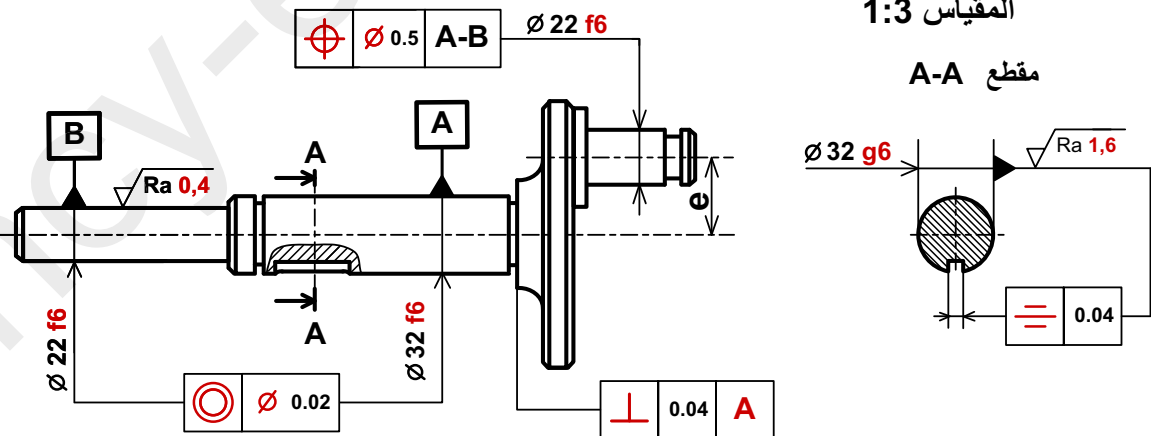 المقياس 1:3
⌖ Ø 0.5 A-B
Ø 22 f6
مقطع A-A
B
A
A
Ra 0,4
Ø 32 g6
Ra 1,6
e
A
Ø 22 f6
Ø 32 f6
⌯ 0.04
◎ Ø 0.02
⊥ 0.04 A